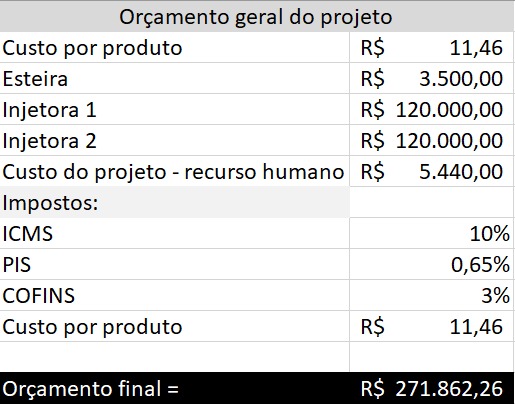 Orçamento geral do projeto
Custo por produto R$ 11,46
Esteira R$ 3.500,00
Injetora 1 R$ 120.000,00
Injetora 2 R$ 120.000,00
Custo do projeto - recurso humano R$ 5.440,00
Impostos:
ICMS 10%
PIS 0,65%
COFINS 3%
Custo por produto R$ 11,46
Orçamento final = R$ 271.862,26